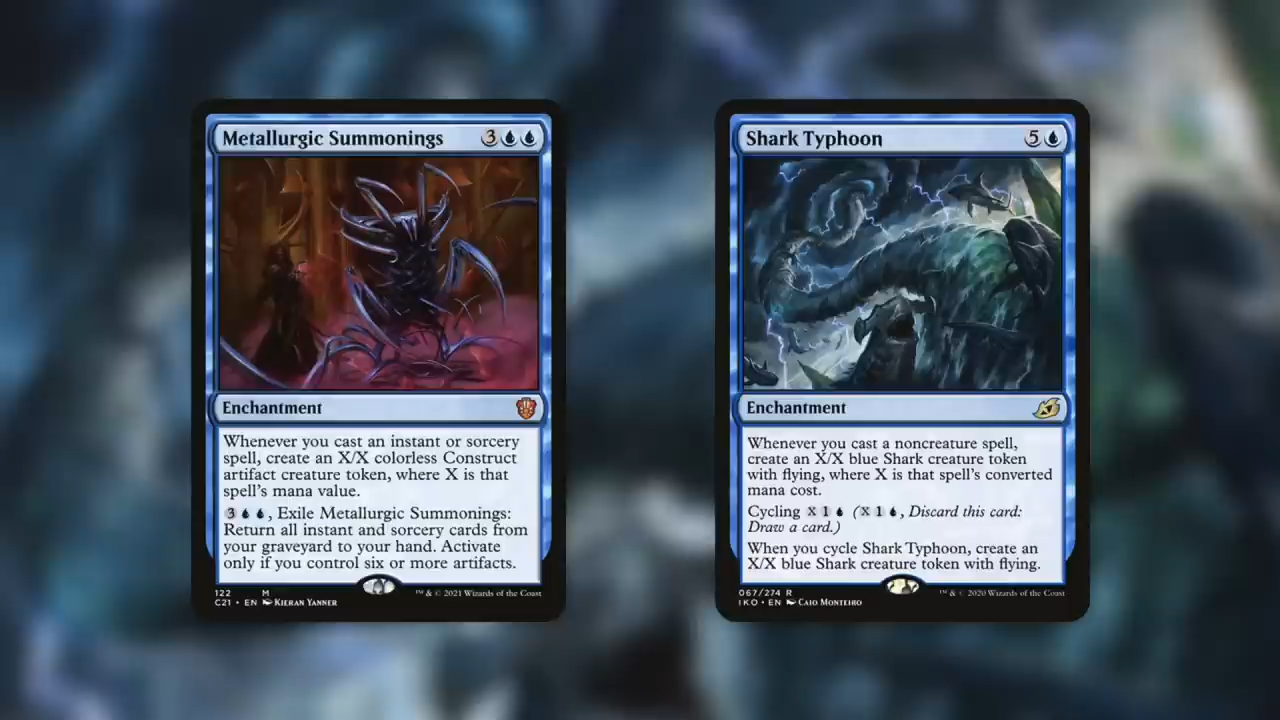 Metallurgic Summonings 3
Enchantment
Whenever you cast an instant or sorcery
spell, create an X/X colorless Construct
artifact creature token, where X is that
spell's mana value.
3 , Exile Metallurgic Summonings:
Return all instant and sorcery cards from
your graveyard to your hand. Activate
only if you control six or more artifacts.
122 M
C21 • EN Kieran Yanner
™ & © 2021 Wizards of the Coast
Shark Typhoon 5
Enchantment
Whenever you cast a noncreature spell,
create an X/X blue Shark creature token
with flying, where X is that spell's converted
mana cost.
Cycling X 1 (X 1 , Discard this card:
Draw a card.)
When you cycle Shark Typhoon, create an
X/X blue Shark creature token with flying.
067/274 R
IKO • EN Caio Monteiro
™ & © 2020 Wizards of the Coast